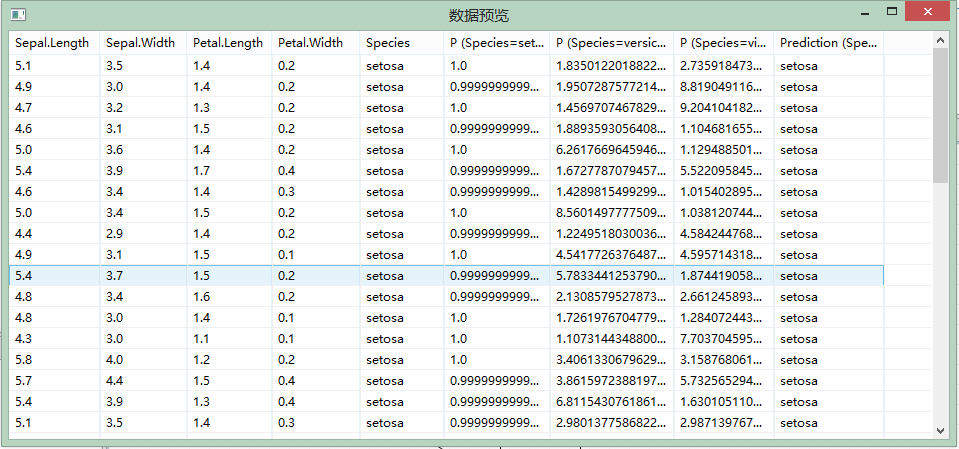 数据预览
Sepal.Length Sepal.Width Petal.Length Petal.Width Species P (Species=set... P (Species=versic... P (Species=vi... Prediction (Spe...
5.1 3.5 1.4 0.2 setosa 1.0 1.8350122018822... 2.735918473... setosa
4.9 3.0 1.4 0.2 setosa 0.9999999999... 1.9507287577214... 8.819049116... setosa
4.7 3.2 1.3 0.2 setosa 1.0 1.4569707467829... 9.204104182... setosa
4.6 3.1 1.5 0.2 setosa 0.9999999999... 1.8893593056408... 1.104681655... setosa
5.0 3.6 1.4 0.2 setosa 1.0 6.2617669645946... 1.129488501... setosa
5.4 3.9 1.7 0.4 setosa 0.9999999999... 1.6727787079457... 5.522095845... setosa
4.6 3.4 1.4 0.3 setosa 0.9999999999... 1.4289815499299... 1.015402895... setosa
5.0 3.4 1.5 0.2 setosa 1.0 8.5601497777509... 1.038120744... setosa
4.4 2.9 1.4 0.2 setosa 0.9999999999... 1.2249518030036... 4.584244768... setosa
4.9 3.1 1.5 0.1 setosa 1.0 4.5417726376487... 4.595714318... setosa
5.4 3.7 1.5 0.2 setosa 0.9999999999... 5.7833441253790... 1.874419058... setosa
4.8 3.4 1.6 0.2 setosa 0.9999999999... 2.1308579527873... 2.661245893... setosa
4.8 3.0 1.4 0.1 setosa 1.0 1.7261976704779... 1.284072443... setosa
4.3 3.0 1.1 0.1 setosa 1.0 1.1073144348800... 7.703704595... setosa
5.8 4.0 1.2 0.2 setosa 1.0 3.4061330679629... 3.158768061... setosa
5.7 4.4 1.5 0.4 setosa 0.9999999999... 3.8615972388197... 5.732565294... setosa
5.4 3.9 1.3 0.4 setosa 0.9999999999... 6.8115430761861... 1.630105110... setosa
5.1 3.5 1.4 0.3 setosa 0.9999999999... 2.9801377586822... 2.987139767... setosa